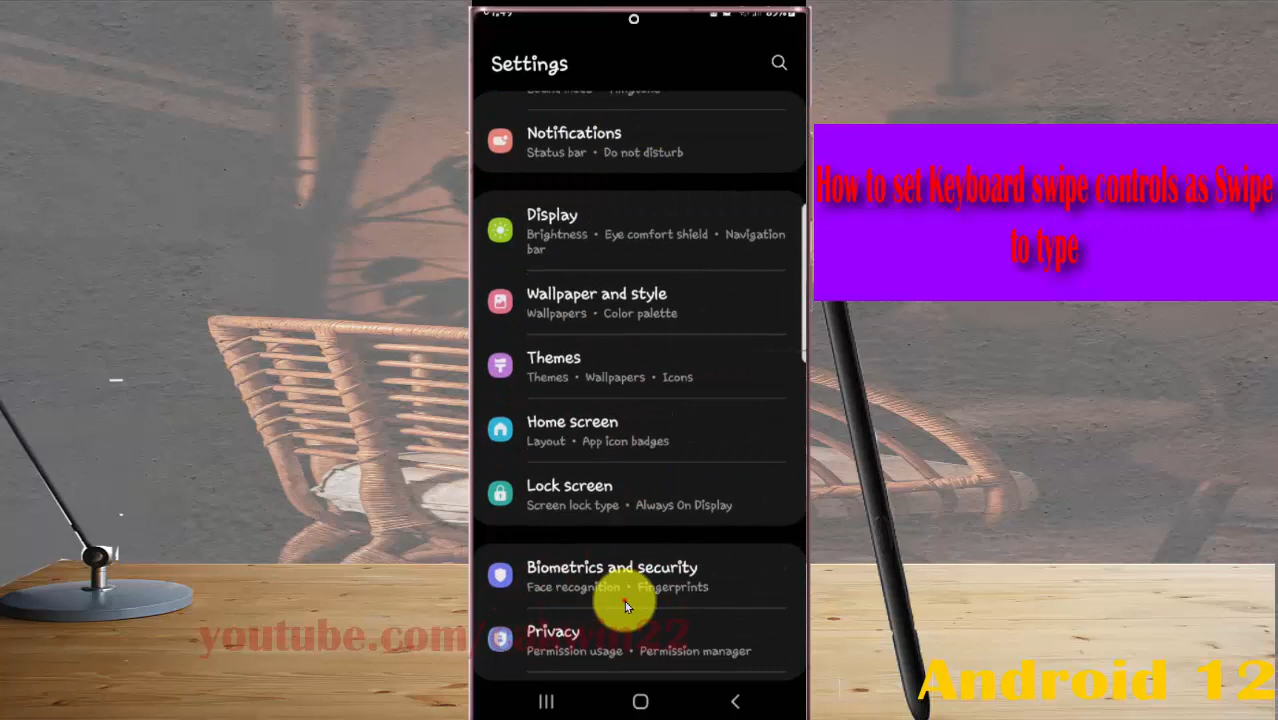 Settings
Notifications
Status bar • Do not disturb
Display
Brightness • Eye comfort shield • Navigation
bar
Wallpaper and style
Wallpapers • Color palette
Themes
Themes • Wallpapers • Icons
Home screen
Layout • App icon badges
Lock screen
Screen lock type • Always On Display
Biometrics and security
Face recognition • Fingerprints
Privacy
Permission usage • Permission manager
How to set Keyboard swipe controls as Swipe
to type
Android 12